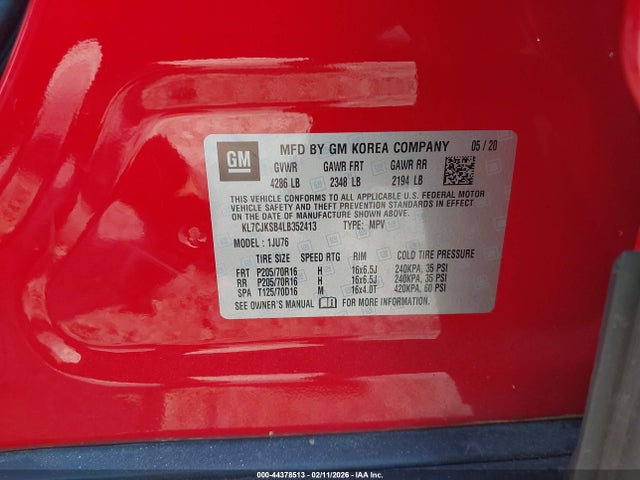 GM
MFD BY GM KOREA COMPANY 05 / 20
GVWR GAWR FRT GAWR RR
4286 LB 2348 LB 2194 LB
THIS VEHICLE CONFORMS TO ALL APPLICABLE U.S. FEDERAL MOTOR
VEHICLE SAFETY, BUMPER, AND THEFT PREVENTION STANDARDS
IN EFFECT ON THE DATE OF MANUFACTURE SHOWN ABOVE.
KL7CJKSB4LB352413 TYPE: MPV
MODEL : 1JU76
TIRE SIZE SPEED RTG RIM COLD TIRE PRESSURE
FRT P205/70R16 H 16x6.5J 240KPA, 35 PSI
RR P205/70R16 H 16x6.5J 240KPA, 35 PSI
SPA T125/70D16 M 16x4.0T 420KPA, 60 PSI
SEE OWNER'S MANUAL FOR MORE INFORMATION.
000-44378513 - 02/11/2026 - IAA Inc.